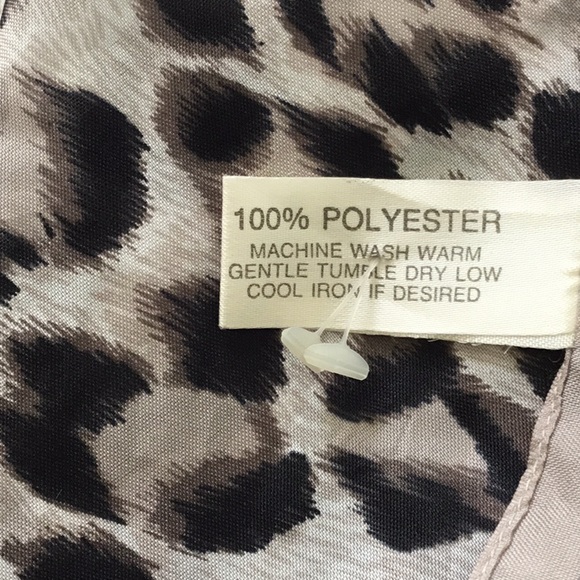 100% POLYESTER
MACHINE WASH WARM
GENTLE TUMBLE DRY LOW
COOL IRON IF DESIRED